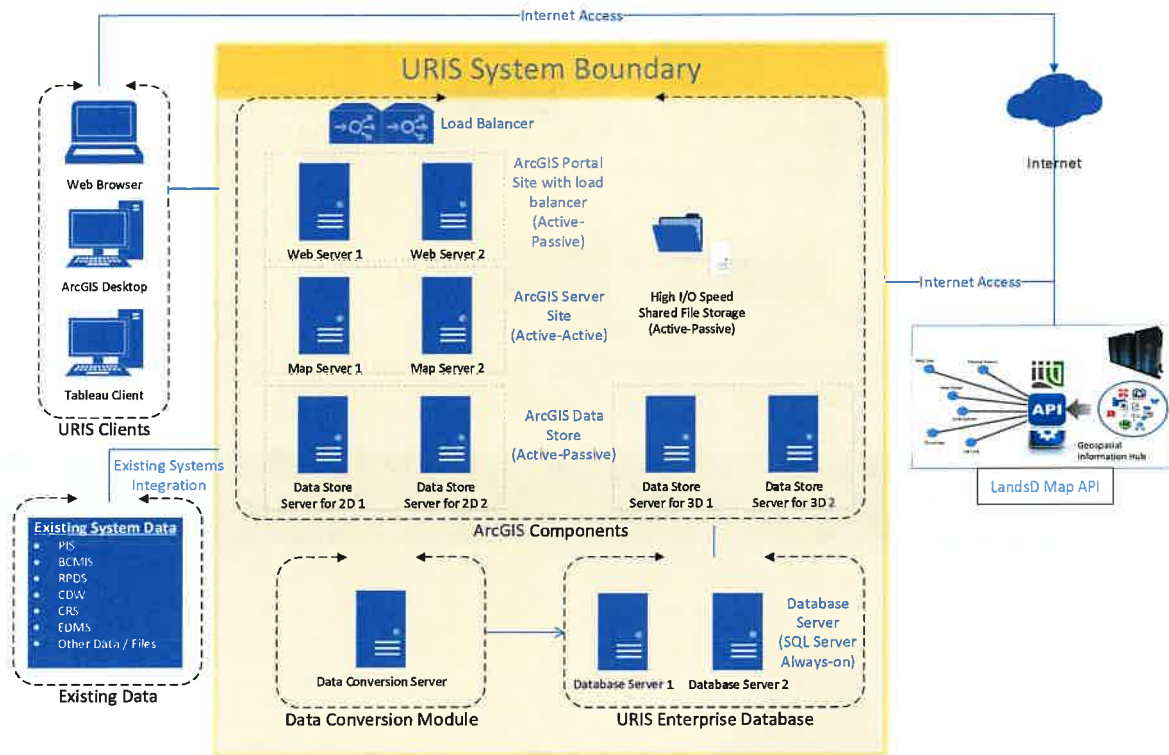 Internet Access
URIS System Boundary
Load Balancer
Web Browser
ArcGIS Desktop
Tableau Client
URIS Clients
ArcGIS Portal
Site with load
balancer
(Active-
Passive)
Web Server 1
Web Server 2
ArcGIS Server
Site
(Active-Active)
Map Server 1
Map Server 2
High I/O Speed
Shared File Storage
(Active-Passive)
ArcGIS Data
Store
(Active-Passive)
Data Store
Server for 2D 1
Data Store
Server for 2D 2
Data Store
Server for 3D 1
Data Store
Server for 3D 2
ArcGIS Components
Internet
Internet Access
API
Geospatial
Information Hub
LandsD Map API
Existing Systems
Integration
Existing System Data
• PIS
• BCMIS
• RPDS
• CDW
• CRS
• EDMS
• Other Data / Files
Existing Data
Data Conversion Server
Data Conversion Module
Database Server 1
Database Server 2
Database
Server
(SQL Server
Always-on)
URIS Enterprise Database